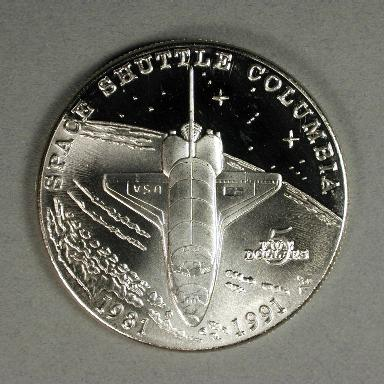 SPACE SHUTTLE COLUMBIA
USA
5
FIVE
DOLLARS
1981 · 1991